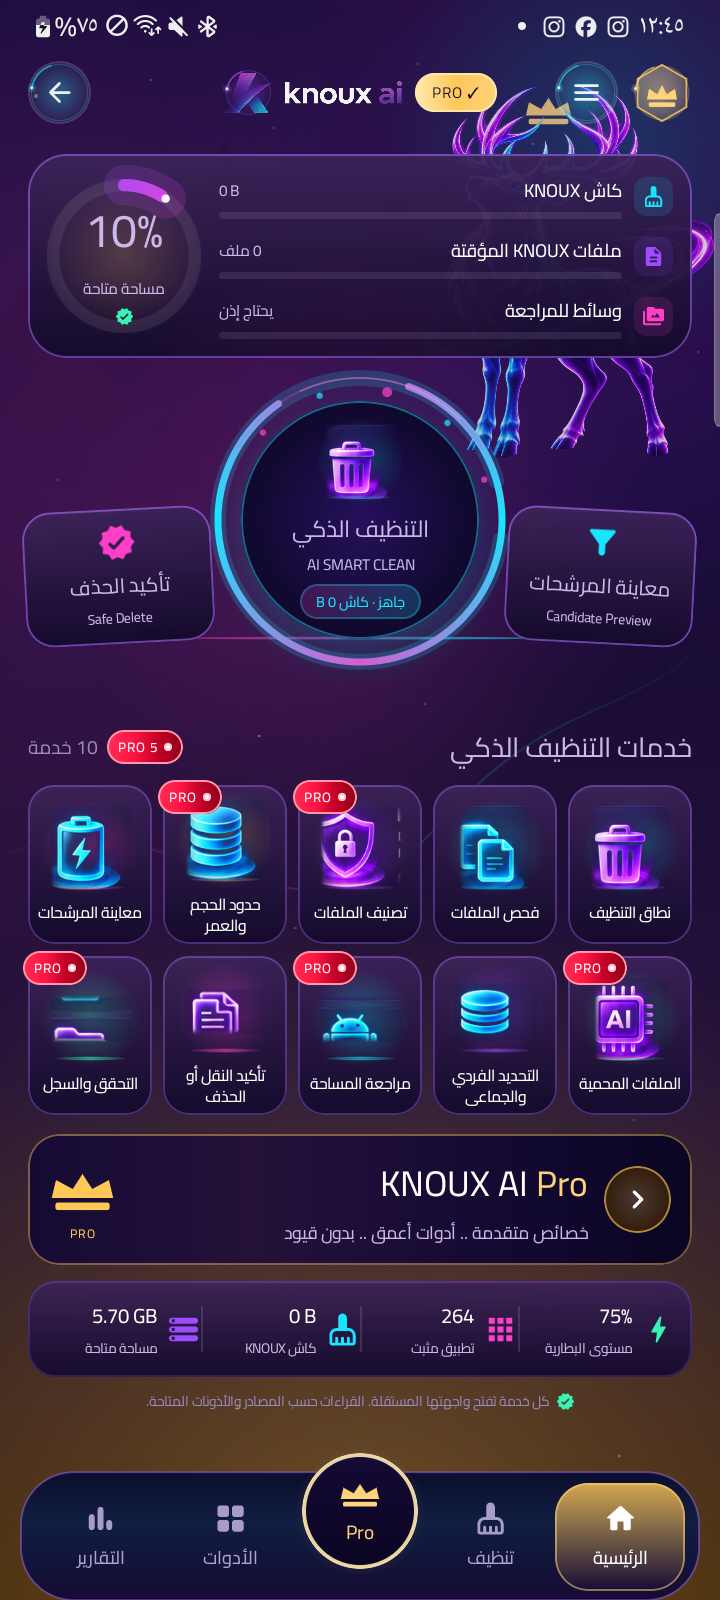 ١٢:٤٥
%٧٥
knoux ai
PRO ✓
كاش KNOUX
0 B
ملفات KNOUX المؤقتة
0 ملف
وسائط للمراجعة
يحتاج إذن
10%
مساحة متاحة
التنظيف الذكي
AI SMART CLEAN
جاهز · كاش 0 B
معاينة المرشحات
Candidate Preview
تأكيد الحذف
Safe Delete
خدمات التنظيف الذكي
PRO 5
10 خدمة
نطاق التنظيف
فحص الملفات
PRO
تصنيف الملفات
PRO
حدود الحجم
والعمر
معاينة المرشحات
PRO
AI
الملفات المحمية
التحديد الفردي
والجماعي
PRO
مراجعة المساحة
تأكيد النقل أو
الحذف
PRO
التحقق والسجل
KNOUX AI Pro
خصائص متقدمة .. أدوات أعمق .. بدون قيود
PRO
75%
مستوى البطارية
264
تطبيق مثبت
0 B
كاش KNOUX
5.70 GB
مساحة متاحة
كل خدمة تفتح واجهتها المستقلة. القراءات حسب المصادر والأذونات المتاحة.
الرئيسية
تنظيف
Pro
الأدوات
التقارير